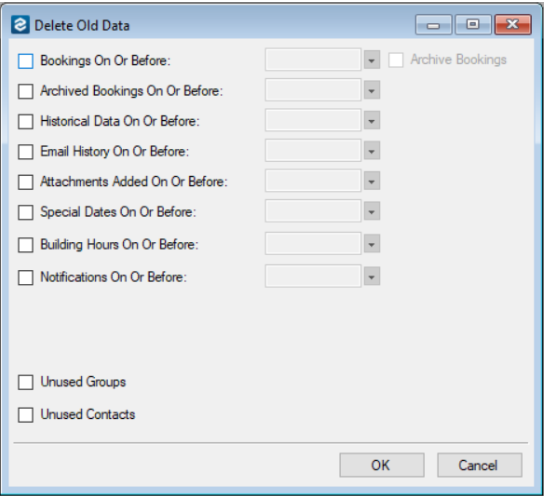 Delete Old Data
Bookings On Or Before:
Archive Bookings
Archived Bookings On Or Before:
Historical Data On Or Before:
Email History On Or Before:
Attachments Added On Or Before:
Special Dates On Or Before:
Building Hours On Or Before:
Notifications On Or Before:
Unused Groups
Unused Contacts
OK
Cancel